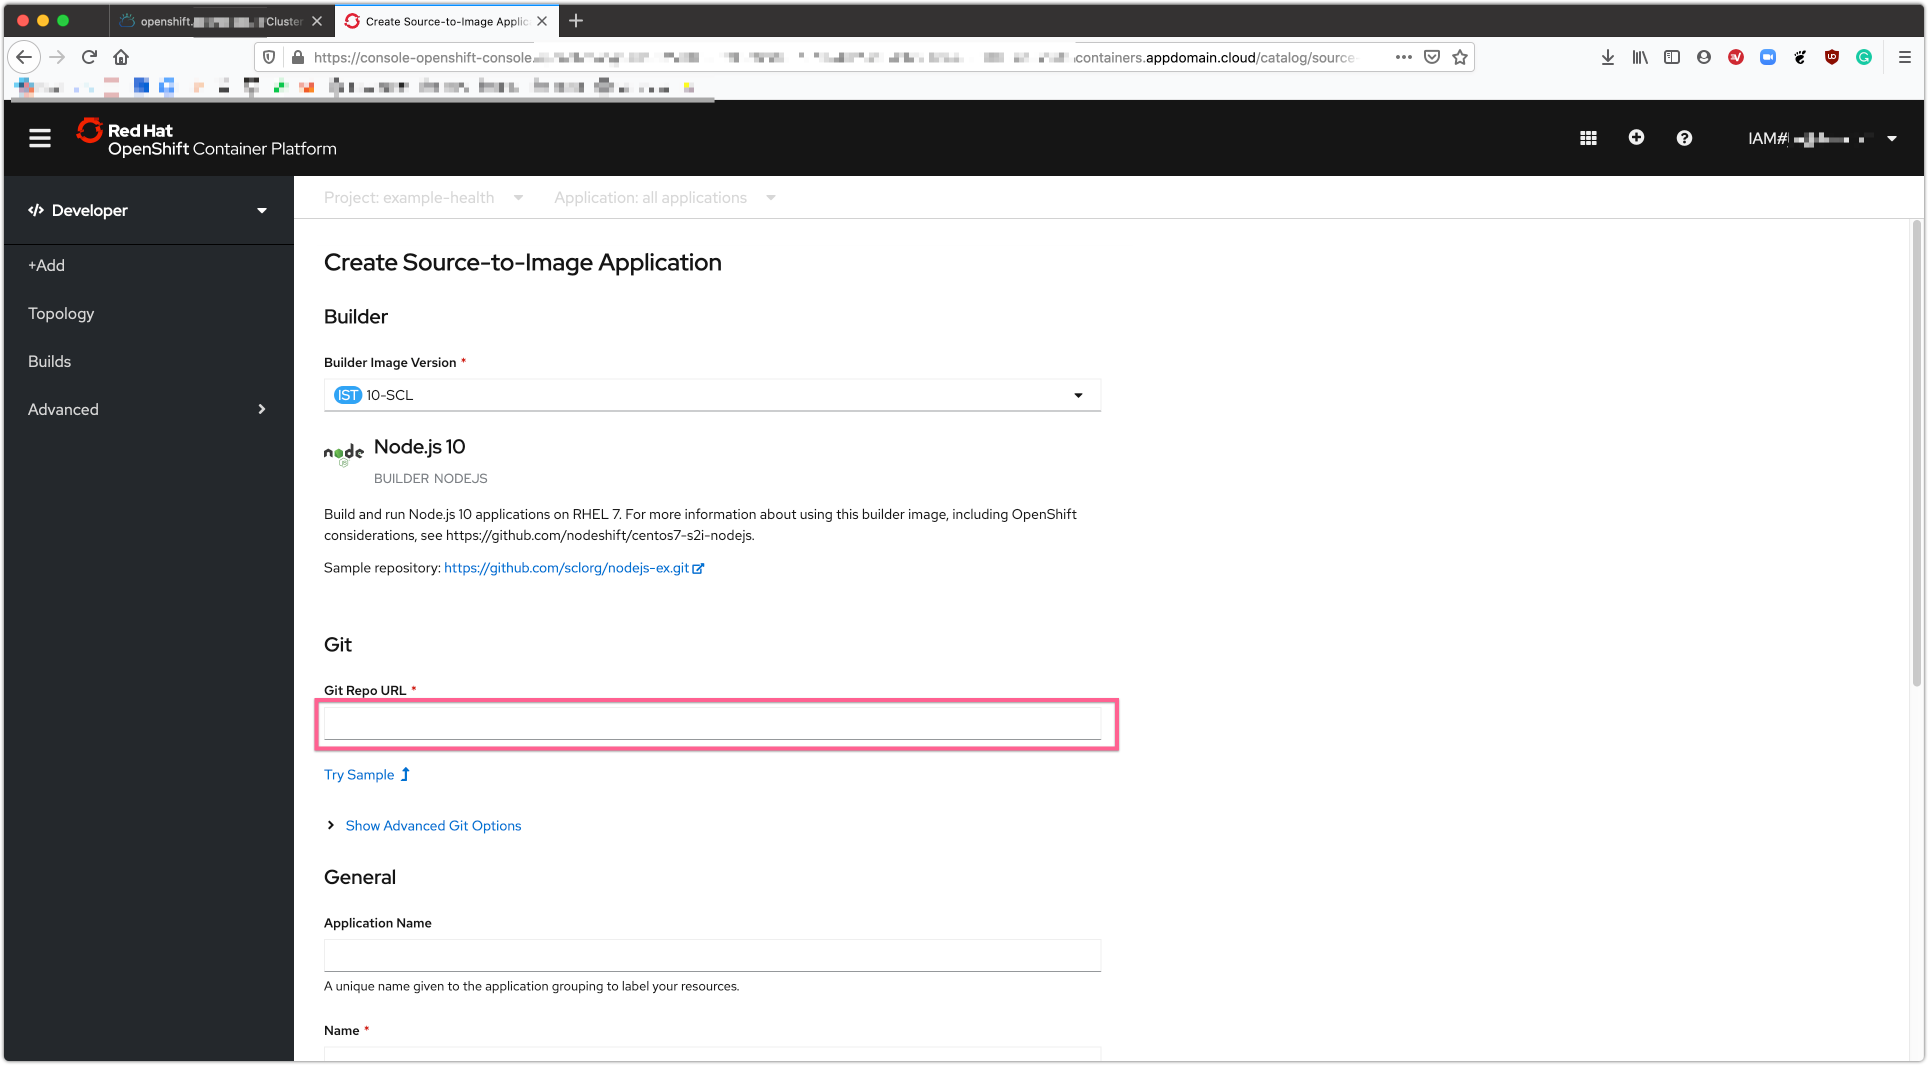 openshift. Cluster
Create Source-to-Image Applic
https://console-openshift-console. containers.appdomain.cloud/catalog/source-
Red Hat
OpenShift Container Platform
IAM#
Developer
Project: example-health
Application: all applications
+Add
Topology
Builds
Advanced
Create Source-to-Image Application
Builder
Builder Image Version *
IST 10-SCL
node
Node.js 10
BUILDER NODEJS
Build and run Node.js 10 applications on RHEL 7. For more information about using this builder image, including OpenShift
considerations, see https://github.com/nodeshift/centos7-s2i-nodejs.
Sample repository: https://github.com/sclorg/nodejs-ex.git
Git
Git Repo URL *
Try Sample
Show Advanced Git Options
General
Application Name
A unique name given to the application grouping to label your resources.
Name *